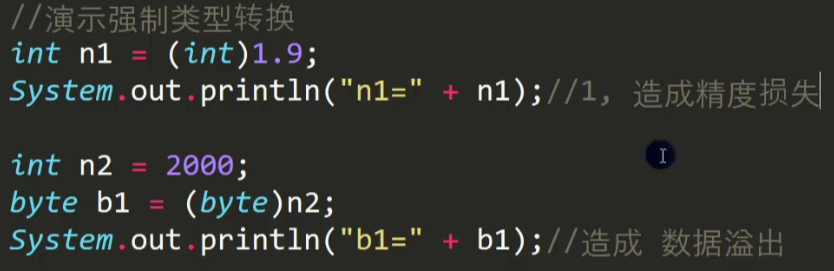 //演示强制类型转换
int n1 = (int)1.9;
System.out.println("n1=" + n1);//1, 造成精度损失
int n2 = 2000;
byte b1 = (byte)n2;
System.out.println("b1=" + b1);//造成 数据溢出